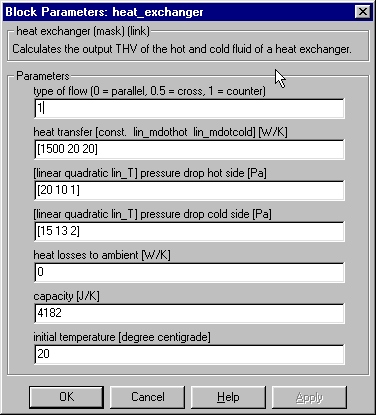 Block Parameters: heat_exchanger
heat_exchanger (mask) (link)
Calculates the output THV of the hot and cold fluid of a heat exchanger.
Parameters
type of flow (0 = parallel, 0.5 = cross, 1 = counter)
1
heat transfer [const.  lin_mdothot  lin_mdotcold] [W/K]
[1500 20 20]
[linear quadratic lin_T] pressure drop hot side [Pa]
[20 10 1]
[linear quadratic lin_T] pressure drop cold side [Pa]
[15 13 2]
heat losses to ambient [W/K]
0
capacity [J/K]
4182
initial temperature [degree centigrade]
20
OK Cancel Help Apply